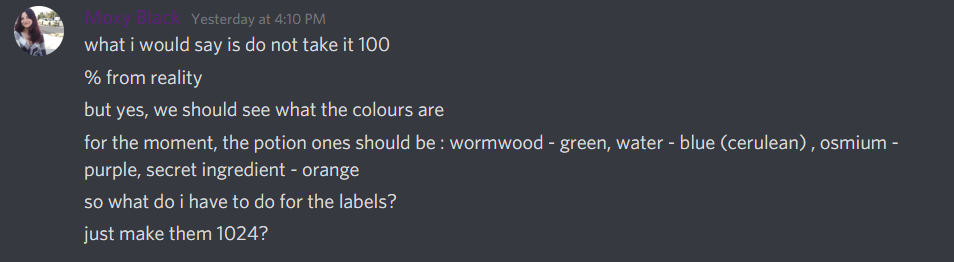 Moxy Black Yesterday at 4:10 PM
what i would say is do not take it 100
% from reality
but yes, we should see what the colours are
for the moment, the potion ones should be : wormwood - green, water - blue (cerulean) , osmium -
purple, secret ingredient - orange
so what do i have to do for the labels?
just make them 1024?